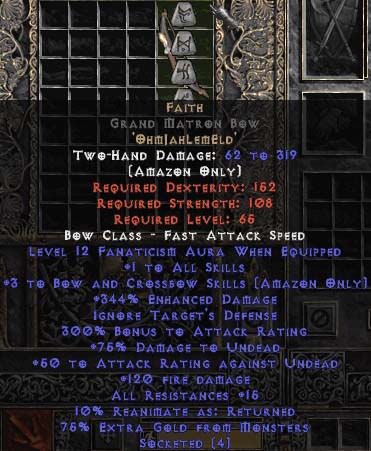 Faith
Grand Matron Bow
'OhmJahLemEld'
Two-Hand Damage: 62 to 319
(Amazon Only)
Required Dexterity: 152
Required Strength: 108
Required Level: 65
Bow Class - Fast Attack Speed
Level 12 Fanaticism Aura When Equipped
+1 to All Skills
+3 to Bow and Crossbow Skills (Amazon Only)
+344% Enhanced Damage
Ignore Target's Defense
300% Bonus to Attack Rating
+75% Damage to Undead
+50 to Attack Rating against Undead
+120 fire damage
All Resistances +15
10% Reanimate as: Returned
75% Extra Gold from Monsters
Socketed (4)